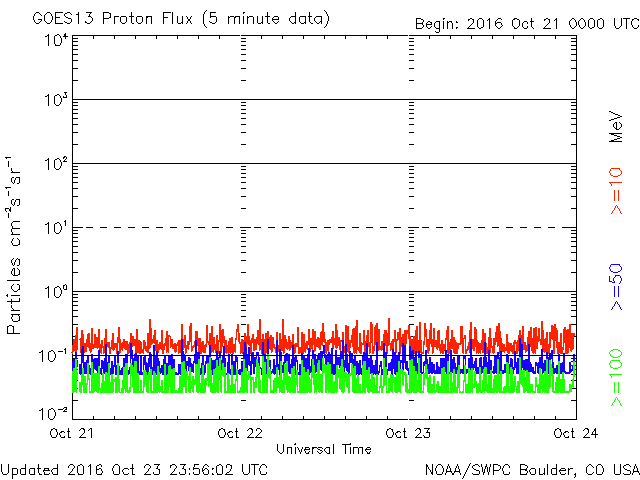 GOES13 Proton Flux (5 minute data)
Begin: 2016 Oct 21 0000 UTC
Particles cm⁻²s⁻¹sr⁻¹
10⁴
10³
10²
10¹
10⁰
10⁻¹
10⁻²
Oct 21
Oct 22
Oct 23
Oct 24
Universal Time
MeV
>=10
>=50
>=100
Updated 2016 Oct 23 23:56:02 UTC
NOAA/SWPC Boulder, CO USA